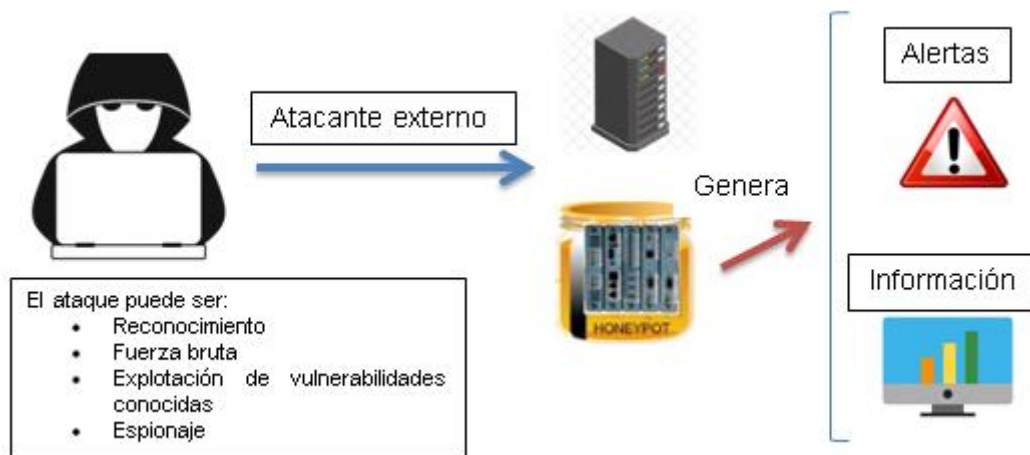 Atacante externo
Genera
Alertas
Información
HONEYPOT
El ataque puede ser:
• Reconocimiento
• Fuerza bruta
• Explotación de vulnerabilidades
conocidas
• Espionaje